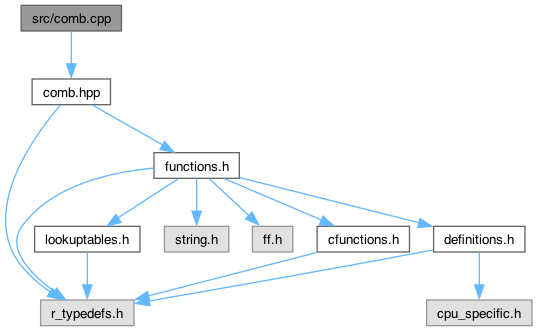 src/comb.cpp
comb.hpp
functions.h
lookuptables.h
string.h
ff.h
cfunctions.h
definitions.h
r_typedefs.h
cpu_specific.h